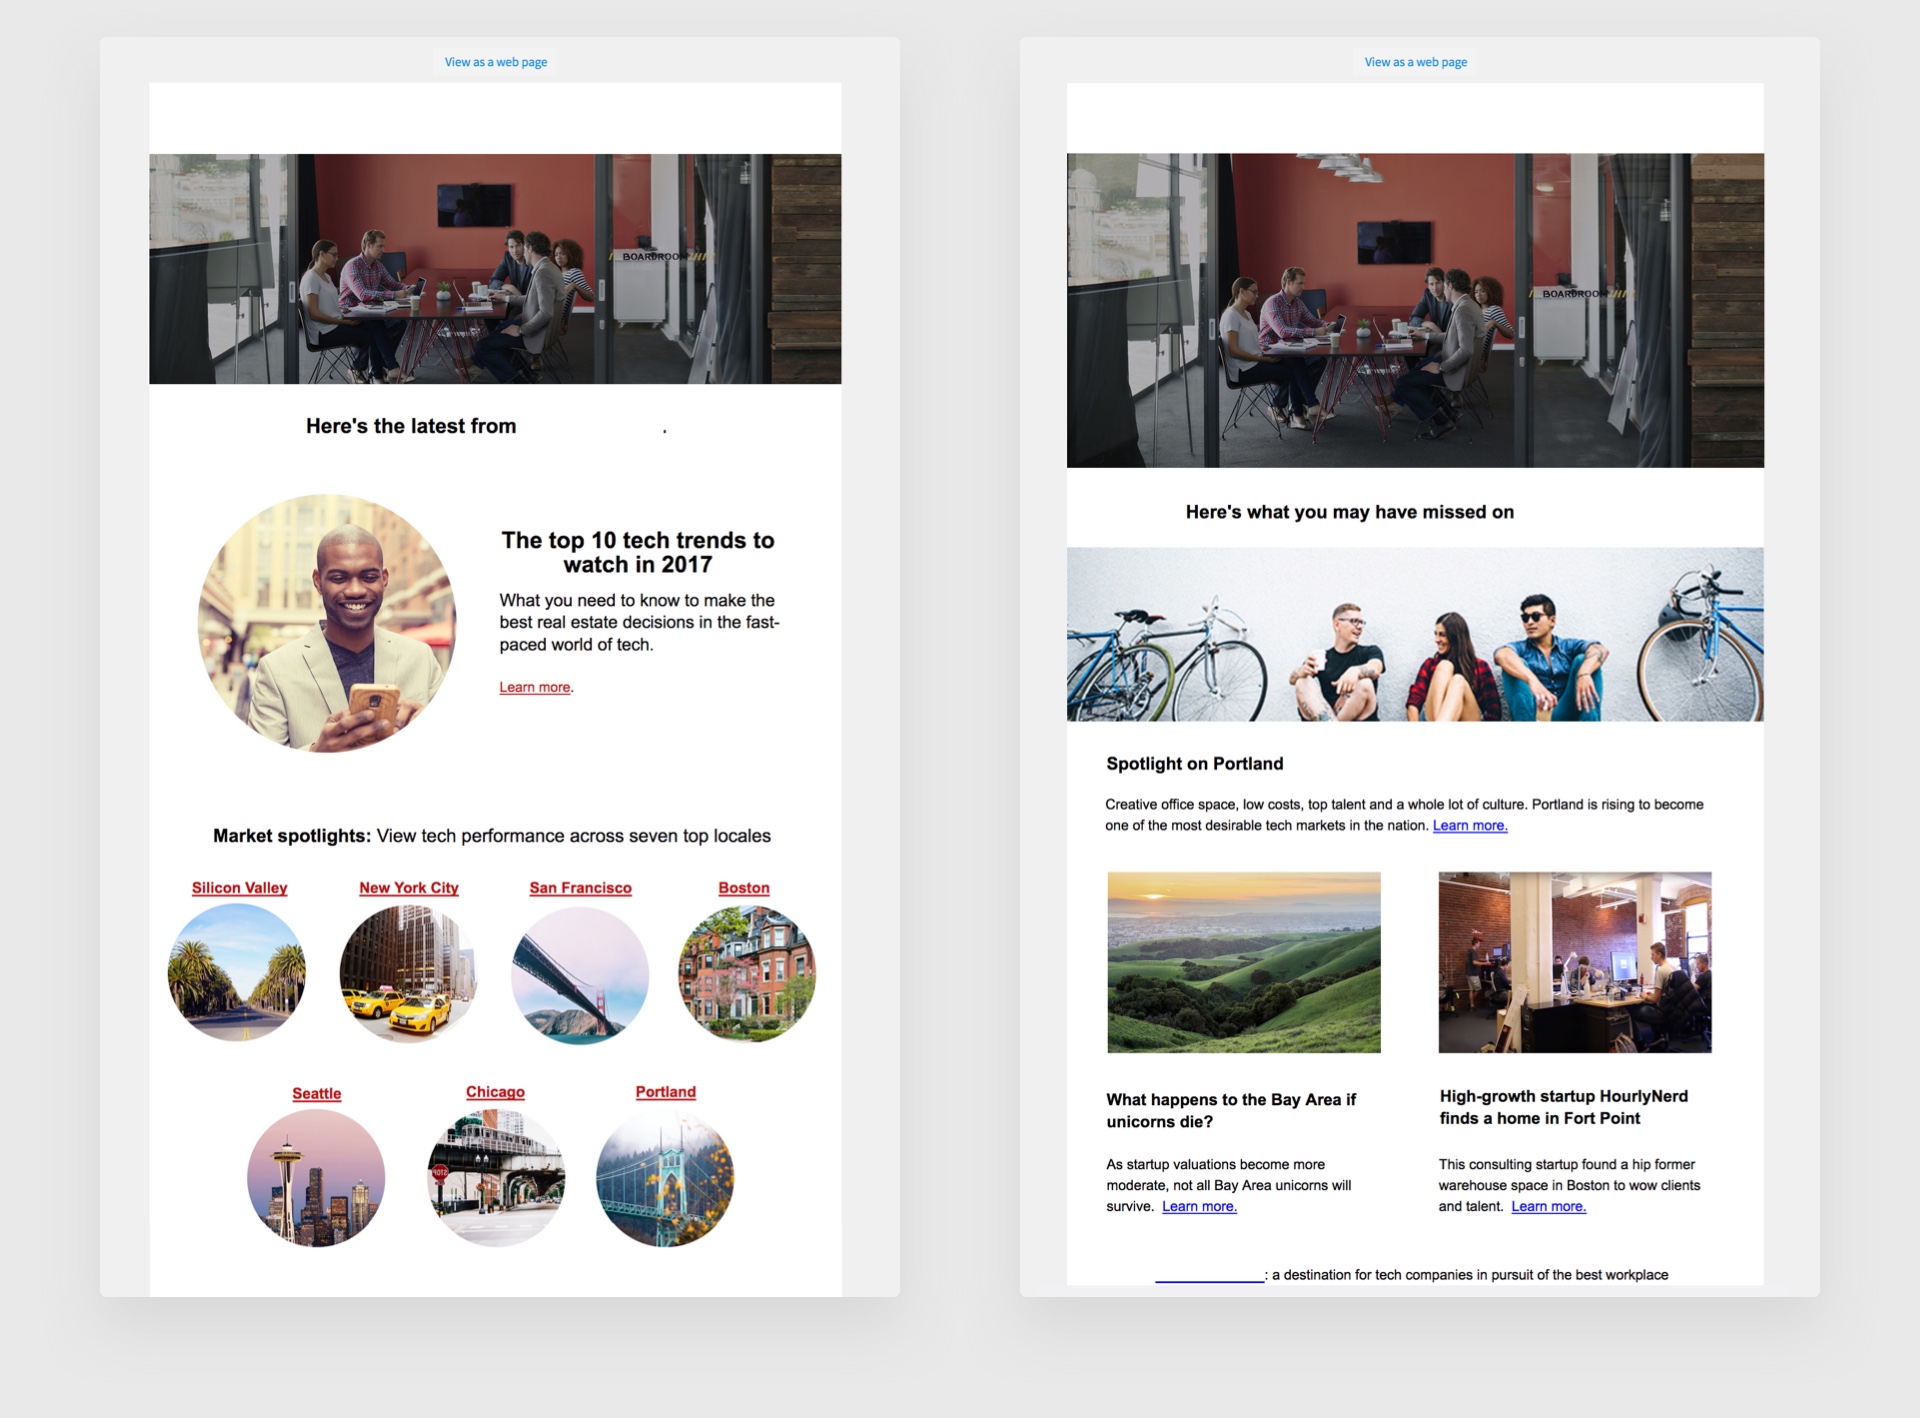 View as a web page
BOARDROOM
Here's the latest from .
The top 10 tech trends to
watch in 2017
What you need to know to make the
best real estate decisions in the fast-
paced world of tech.
Learn more.
Market spotlights: View tech performance across seven top locales
Silicon Valley
New York City
San Francisco
Boston
Seattle
Chicago
Portland
STOP
View as a web page
BOARDROOM
Here's what you may have missed on
Spotlight on Portland
Creative office space, low costs, top talent and a whole lot of culture. Portland is rising to become
one of the most desirable tech markets in the nation. Learn more.
What happens to the Bay Area if
unicorns die?
As startup valuations become more
moderate, not all Bay Area unicorns will
survive. Learn more.
High-growth startup HourlyNerd
finds a home in Fort Point
This consulting startup found a hip former
warehouse space in Boston to wow clients
and talent. Learn more.
: a destination for tech companies in pursuit of the best workplace